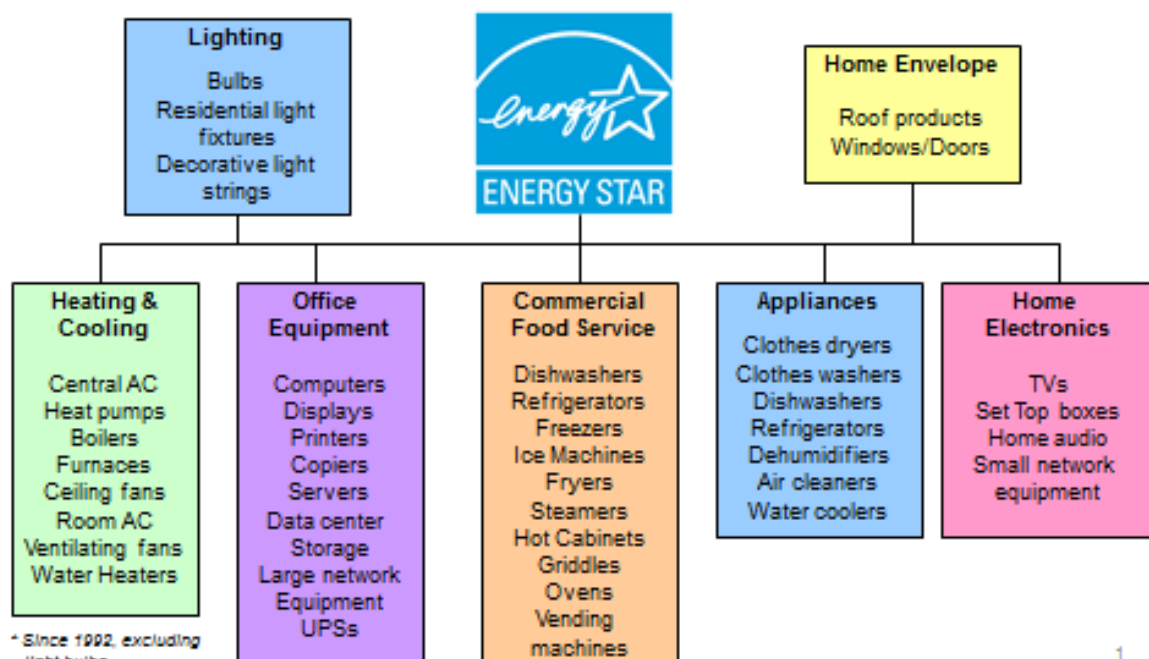 Lighting
Bulbs
Residential light
fixtures
Decorative light
strings
energy
ENERGY STAR
Home Envelope
Roof products
Windows/Doors
Heating &
Cooling
Central AC
Heat pumps
Boilers
Furnaces
Ceiling fans
Room AC
Ventilating fans
Water Heaters
Office
Equipment
Computers
Displays
Printers
Copiers
Servers
Data center
Storage
Large network
Equipment
UPSs
Commercial
Food Service
Dishwashers
Refrigerators
Freezers
Ice Machines
Fryers
Steamers
Hot Cabinets
Griddles
Ovens
Vending
machines
Appliances
Clothes dryers
Clothes washers
Dishwashers
Refrigerators
Dehumidifiers
Air cleaners
Water coolers
Home
Electronics
TVs
Set Top boxes
Home audio
Small network
equipment
* Since 1992, excluding
light bulbs
1